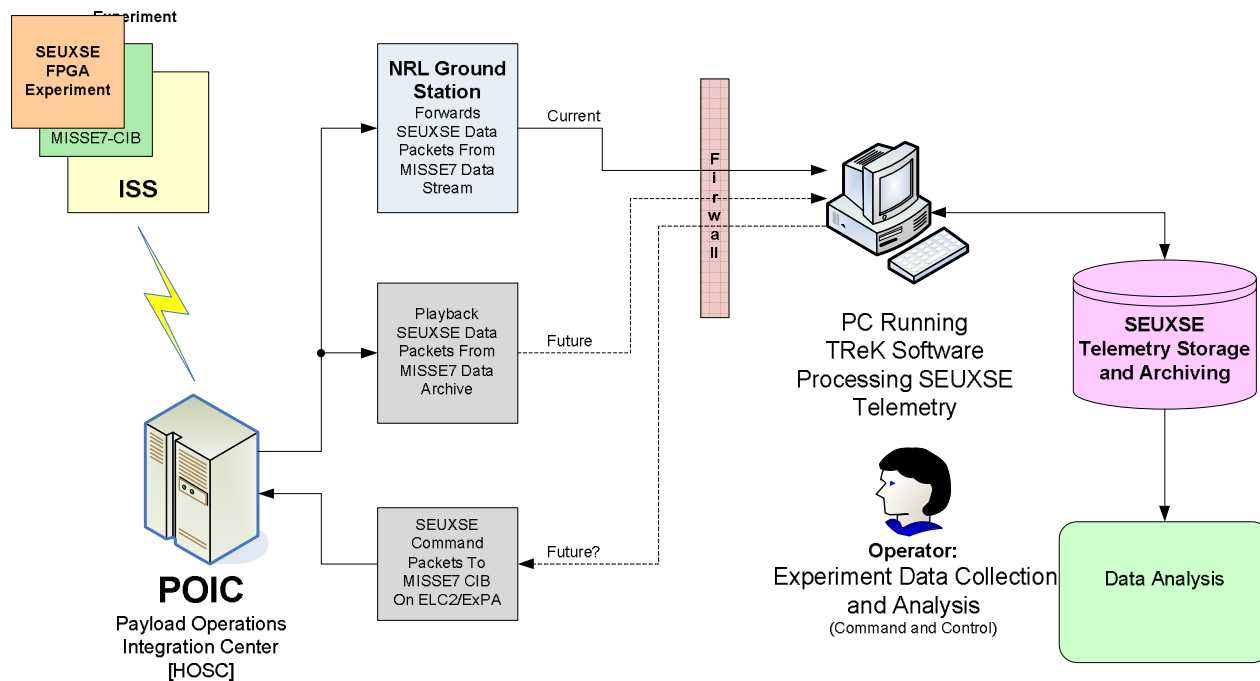 Experiment
SEUXSE
FPGA
Experiment
MISSE7-CIB
ISS
NRL Ground
Station
Forwards
SEUXSE Data
Packets From
MISSE7 Data
Stream
Current
Firwall
Playback
SEUXSE Data
Packets From
MISSE7 Data
Archive
Future
SEUXSE
Command
Packets To
MISSE7 CIB
On ELC2/ExPA
Future?
POIC
Payload Operations
Integration Center
[HOSC]
PC Running
TReK Software
Processing SEUXSE
Telemetry
SEUXSE
Telemetry Storage
and Archiving
Operator:
Experiment Data Collection
and Analysis
(Command and Control)
Data Analysis